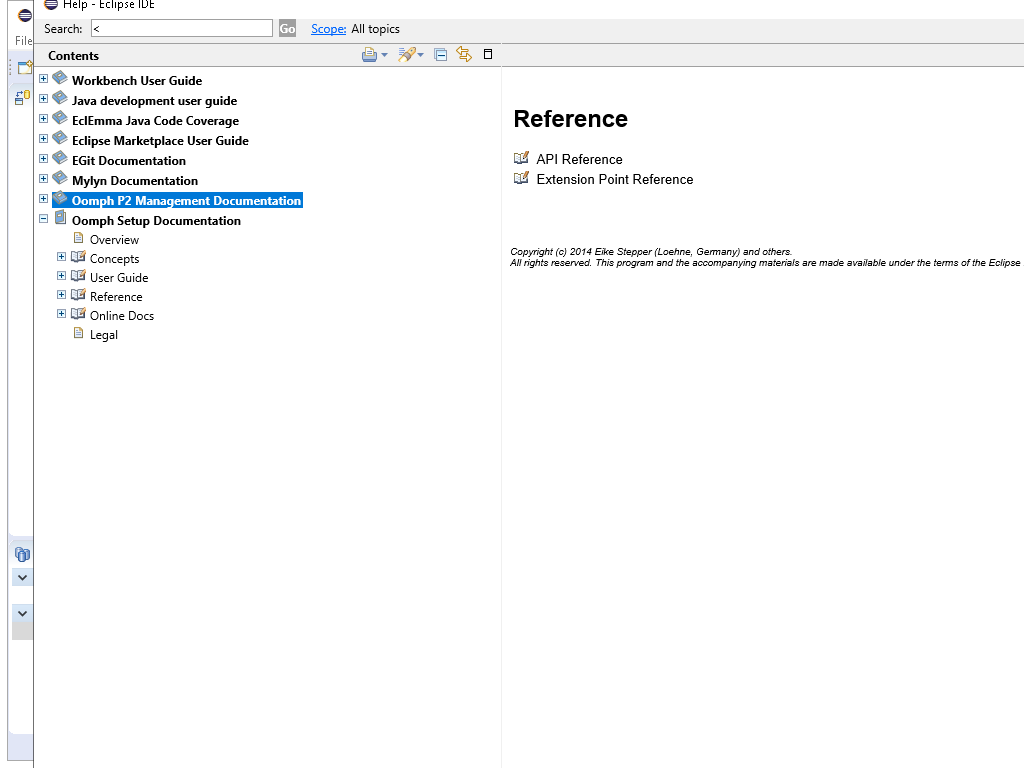 Help - Eclipse IDE
File
Search: < Go Scope: All topics
Contents
Workbench User Guide
Java development user guide
EclEmma Java Code Coverage
Eclipse Marketplace User Guide
EGit Documentation
Mylyn Documentation
Oomph P2 Management Documentation
Oomph Setup Documentation
Overview
Concepts
User Guide
Reference
Online Docs
Legal
Reference
API Reference
Extension Point Reference
Copyright (c) 2014 Eike Stepper (Loehne, Germany) and others.
All rights reserved. This program and the accompanying materials are made available under the terms of the Eclipse